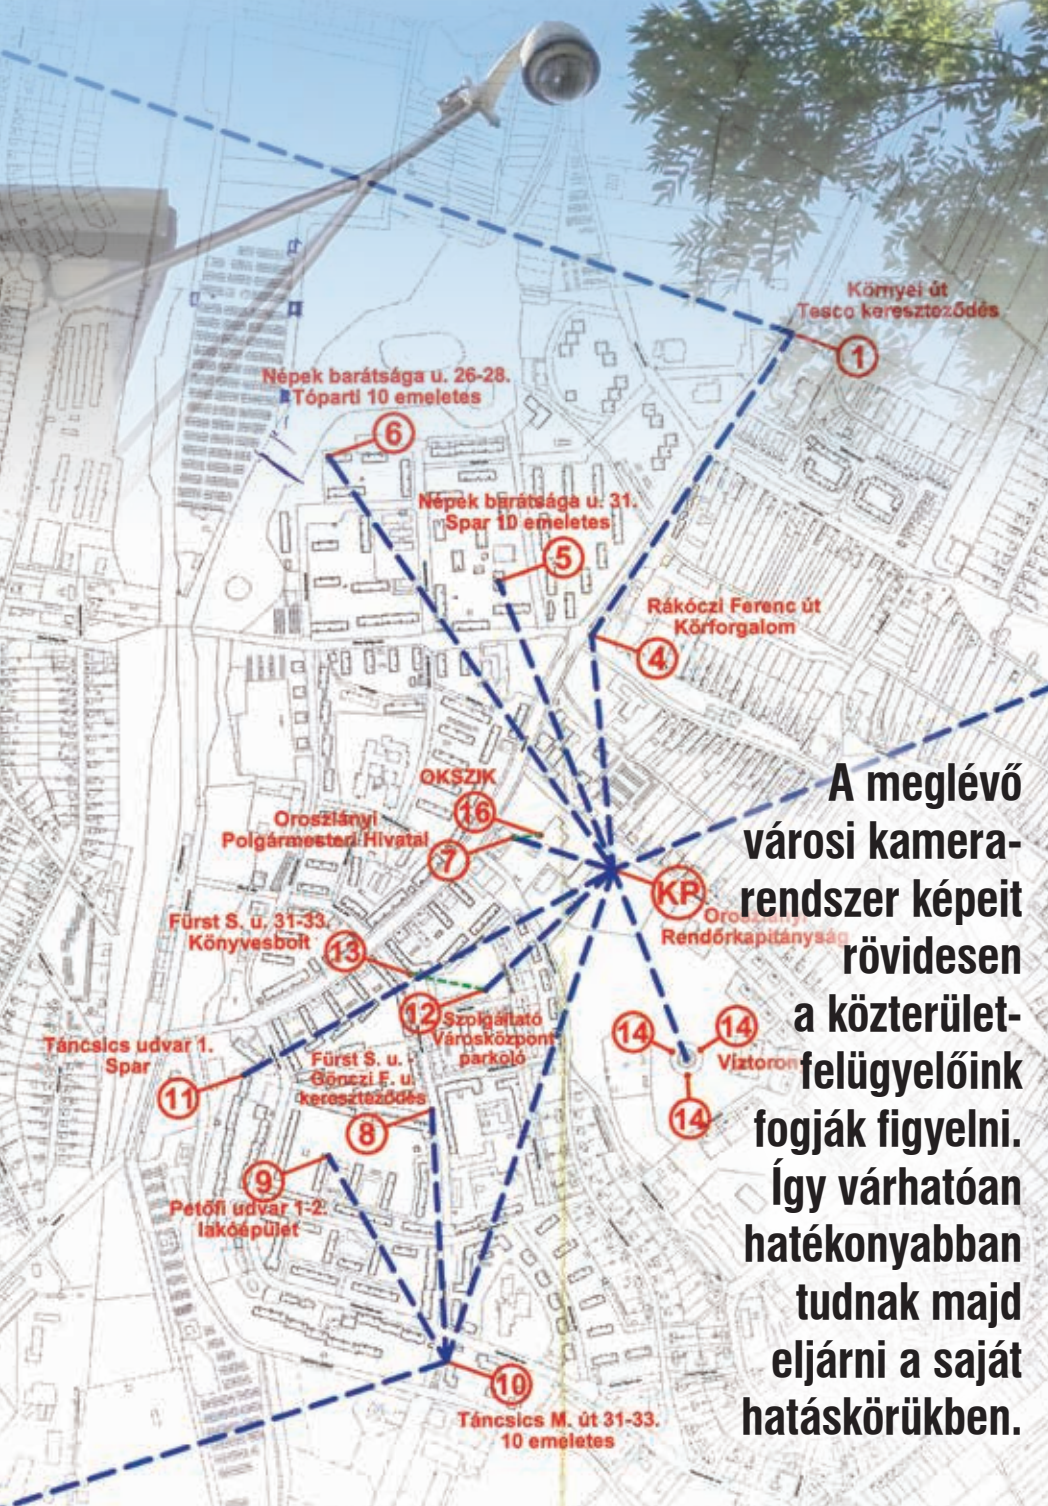 Környei út
Tesco kereszteződés
1
Népek barátsága u. 26-28.
Tóparti 10 emeletes
6
Népek barátsága u. 31.
Spar 10 emeletes
5
Rákóczi Ferenc út
Körforgalom
4
OKSZIK
16
Oroszlányi
Polgármesteri Hivatal
7
KP
Oroszlányi
Rendőrkapitányság
Fürst S. u. 31-33.
Könyvesbolt
13
12
Szolgáltató
Városközpont
parkoló
14
14
Víztorony
14
Táncsics udvar 1.
Spar
11
Fürst S. u. -
Gönczi F. u.
kereszteződés
8
9
Petőfi udvar 1-2.
lakóépület
10
Táncsics M. út 31-33.
10 emeletes
A meglévő
városi kamera-
rendszer képeit
rövidesen
a közterület-
felügyelőink
fogják figyelni.
Így várhatóan
hatékonyabban
tudnak majd
eljárni a saját
hatáskörükben.